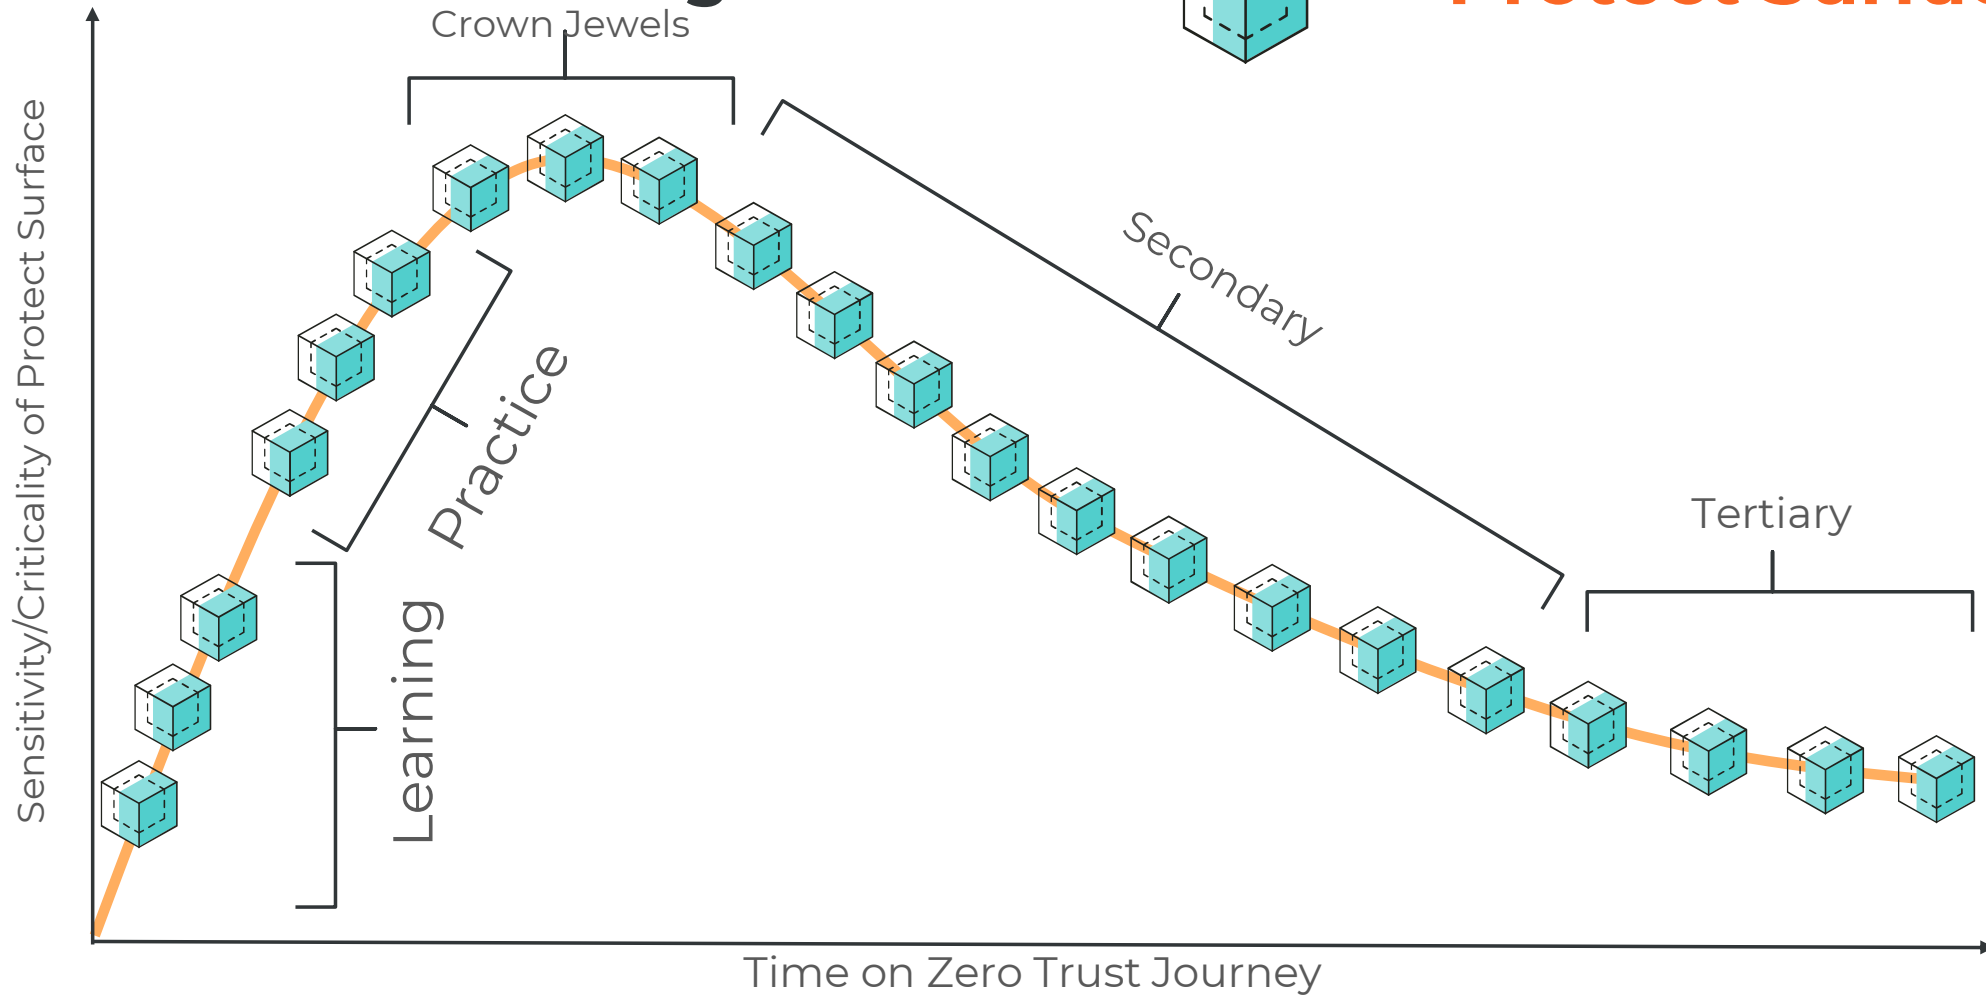 Crown Jewels
Secondary
Practice
Tertiary
Learning
Sensitivity/Criticality of Protect Surface
Time on Zero Trust Journey